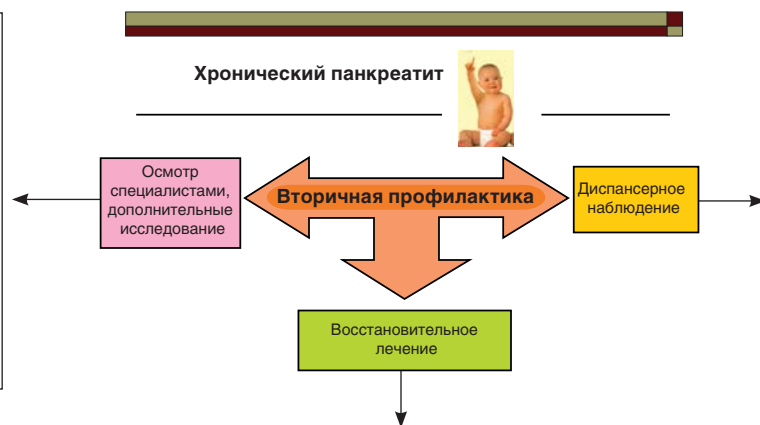 Хронический панкреатит
Осмотр
специалистами,
дополнительные
исследование
Вторичная профилактика
Диспансерное
наблюдение
Восстановительное
лечение